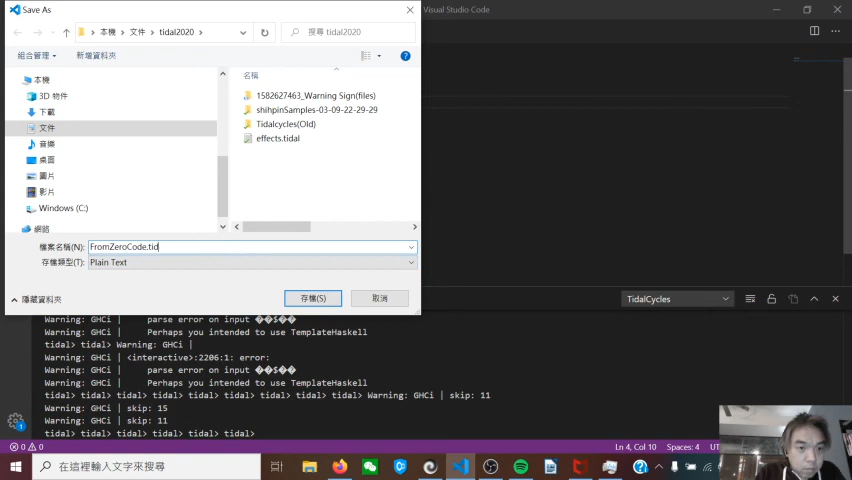 Save As
Visual Studio Code
本機 › 文件 › tidal2020 ›
搜尋 tidal2020
組合管理
新增資料夾
本機
3D 物件
下載
文件
音樂
桌面
圖片
影片
Windows (C:)
網路
名稱
1582627463_Warning Sign(files)
shihpinSamples-03-09-22-29-29
Tidalcycles(Old)
effects.tidal
檔案名稱(N):
FromZeroCode.tid
存檔類型(T):
Plain Text
隱藏資料夾
存檔(S)
取消
TidalCycles
Warning: GHCi |     parse error on input ��$��
Warning: GHCi |     Perhaps you intended to use TemplateHaskell
tidal> tidal> Warning: GHCi |
Warning: GHCi | <interactive>:2206:1: error:
Warning: GHCi |     parse error on input ��$��
Warning: GHCi |     Perhaps you intended to use TemplateHaskell
tidal> tidal> tidal> tidal> tidal> tidal> tidal> tidal> tidal> Warning: GHCi | skip: 11
Warning: GHCi | skip: 15
Warning: GHCi | skip: 11
tidal> tidal> tidal> tidal> tidal>
1
0 0
Ln 4, Col 10
Spaces: 4
UT
在這裡輸入文字來搜尋